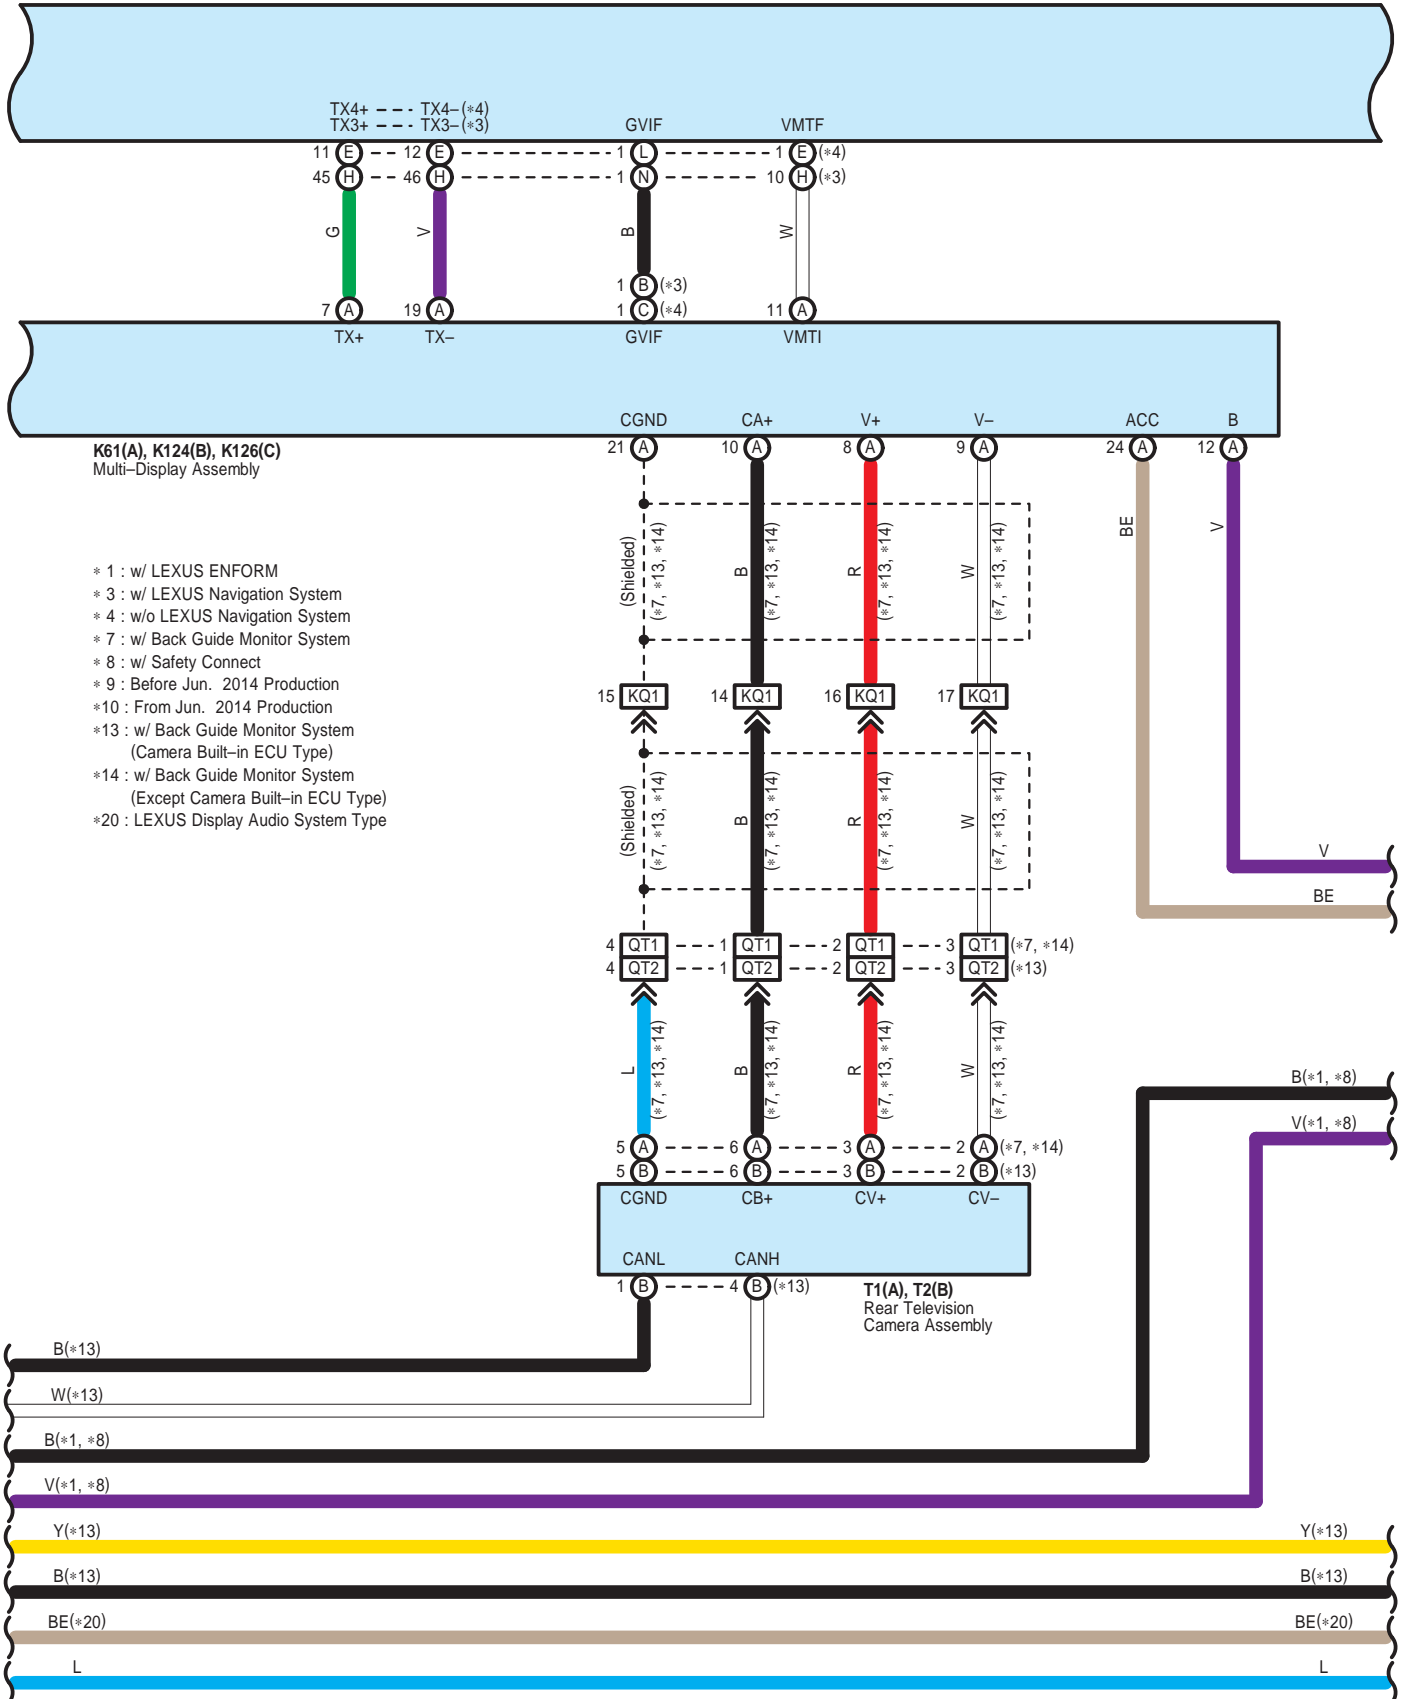 TX4+ – – – · TX4–(∗4)
TX3+ – – – · TX3–(∗3)
GVIF VMTF
11 E 12 E 1 L 1 E (∗4)
45 H 46 H 1 N 10 H (∗3)
G V B W
1 B (∗3)
7 A 19 A 1 C (∗4) 11 A
TX+ TX– GVIF VMTI
CGND CA+ V+ V– ACC B
21 A 10 A 8 A 9 A 24 A 12 A
K61(A), K124(B), K126(C)
Multi–Display Assembly
(Shielded) (∗7, ∗13, ∗14) B (∗7, ∗13, ∗14) R (∗7, ∗13, ∗14) W (∗7, ∗13, ∗14) BE V
∗ 1 : w/ LEXUS ENFORM
∗ 3 : w/ LEXUS Navigation System
∗ 4 : w/o LEXUS Navigation System
∗ 7 : w/ Back Guide Monitor System
∗ 8 : w/ Safety Connect
∗ 9 : Before Jun. 2014 Production
∗10 : From Jun. 2014 Production
∗13 : w/ Back Guide Monitor System
(Camera Built–in ECU Type)
∗14 : w/ Back Guide Monitor System
(Except Camera Built–in ECU Type)
∗20 : LEXUS Display Audio System Type
15 KQ1 14 KQ1 16 KQ1 17 KQ1
(Shielded) (∗7, ∗13, ∗14) B (∗7, ∗13, ∗14) R (∗7, ∗13, ∗14) W (∗7, ∗13, ∗14)
V
BE
4 QT1 1 QT1 2 QT1 3 QT1 (∗7, ∗14)
4 QT2 1 QT2 2 QT2 3 QT2 (∗13)
L (∗7, ∗13, ∗14) B (∗7, ∗13, ∗14) R (∗7, ∗13, ∗14) W (∗7, ∗13, ∗14)
B(∗1, ∗8)
V(∗1, ∗8)
5 A 6 A 3 A 2 A (∗7, ∗14)
5 B 6 B 3 B 2 B (∗13)
CGND CB+ CV+ CV–
CANL CANH
1 B 4 B (∗13)
T1(A), T2(B)
Rear Television
Camera Assembly
B(∗13)
W(∗13)
B(∗1, ∗8)
V(∗1, ∗8)
Y(∗13) Y(∗13)
B(∗13) B(∗13)
BE(∗20) BE(∗20)
L L